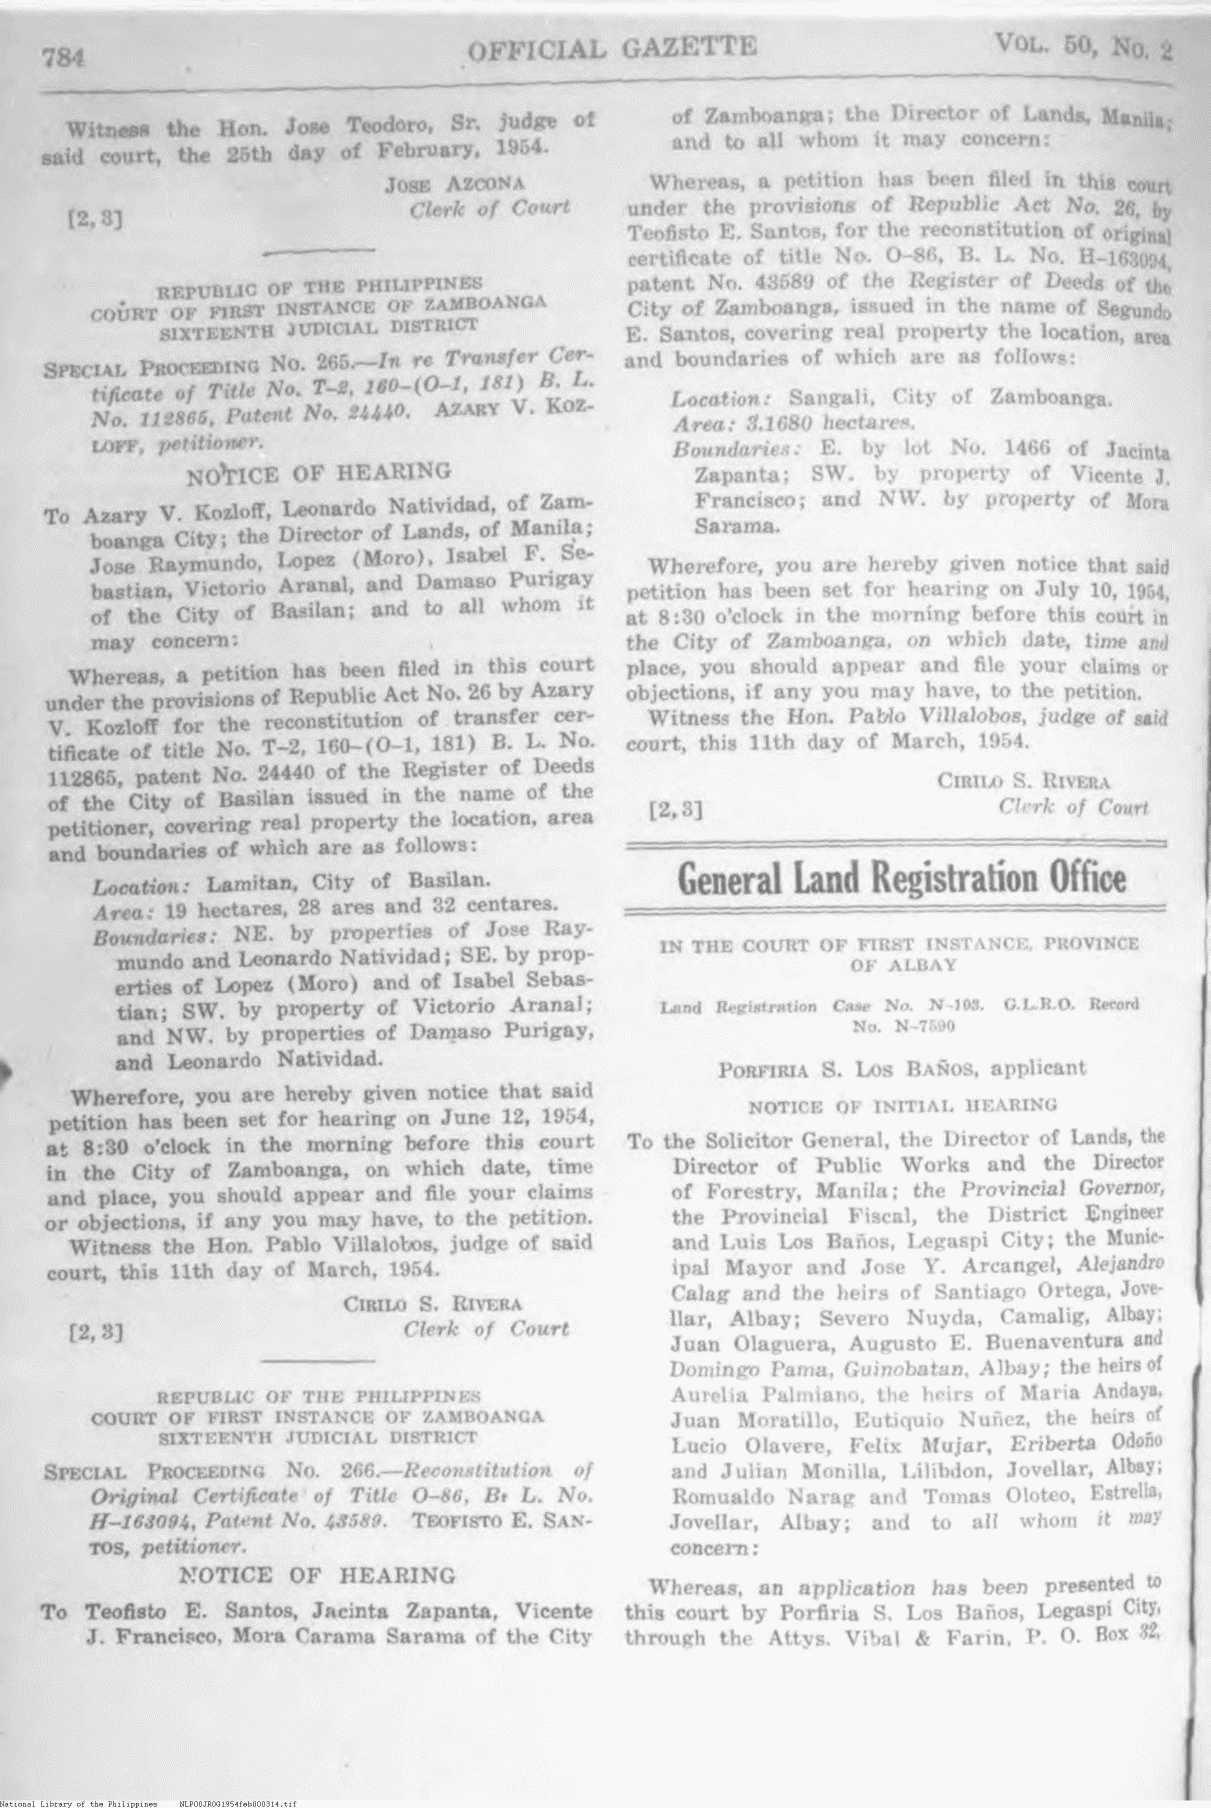 784
OFFICIAL GAZETTE
VOL. 50, No. 2
Witness the Hon. Jose Teodoro, Sr. judge of
said court, the 25th day of February, 1954.
JOSE AZCONA
[2, 3]
Clerk of Court
REPUBLIC OF THE PHILIPPINES
COURT OF FIRST INSTANCE OF ZAMBOANGA
SIXTEENTH JUDICIAL DISTRICT
SPECIAL PROCEEDING No. 265.—In re Transfer Cer-
tificate of Title No. T-2, 160-(O-1, 181) B. L.
No. 112865, Patent No. 24440. AZARY V. KOZ-
LOFF, petitioner.
NOTICE OF HEARING
To Azary V. Kozloff, Leonardo Natividad, of Zam-
boanga City; the Director of Lands, of Manila;
Jose Raymundo, Lopez (Moro), Isabel F. Se-
bastian, Victorio Aranal, and Damaso Purigay
of the City of Basilan; and to all whom it
may concern:
Whereas, a petition has been filed in this court
under the provisions of Republic Act No. 26 by Azary
V. Kozloff for the reconstitution of transfer cer-
tificate of title No. T-2, 160-(O-1, 181) B. L. No.
112865, patent No. 24440 of the Register of Deeds
of the City of Basilan issued in the name of the
petitioner, covering real property the location, area
and boundaries of which are as follows:
Location: Lamitan, City of Basilan.
Area: 19 hectares, 28 ares and 32 centares.
Boundaries: NE. by properties of Jose Ray-
mundo and Leonardo Natividad; SE. by prop-
erties of Lopez (Moro) and of Isabel Sebas-
tian; SW. by property of Victorio Aranal;
and NW. by properties of Damaso Purigay,
and Leonardo Natividad.
Wherefore, you are hereby given notice that said
petition has been set for hearing on June 12, 1954,
at 8:30 o'clock in the morning before this court
in the City of Zamboanga, on which date, time
and place, you should appear and file your claims
or objections, if any you may have, to the petition.
Witness the Hon. Pablo Villalobos, judge of said
court, this 11th day of March, 1954.
CIRILO S. RIVERA
[2, 3]
Clerk of Court
REPUBLIC OF THE PHILIPPINES
COURT OF FIRST INSTANCE OF ZAMBOANGA
SIXTEENTH JUDICIAL DISTRICT
SPECIAL PROCEEDING No. 266.—Reconstitution of
Original Certificate of Title O-86, B. L. No.
H-163094, Patent No. 43589. TEOFISTO E. SAN-
TOS, petitioner.
NOTICE OF HEARING
To Teofisto E. Santos, Jacinta Zapanta, Vicente
J. Francisco, Mora Carama Sarama of the City
of Zamboanga; the Director of Lands, Manila;
and to all whom it may concern:
Whereas, a petition has been filed in this court
under the provisions of Republic Act No. 26, by
Teofisto E. Santos, for the reconstitution of original
certificate of title No. O-86, B. L. No. H-163094,
patent No. 43589 of the Register of Deeds of the
City of Zamboanga, issued in the name of Segundo
E. Santos, covering real property the location, area
and boundaries of which are as follows:
Location: Sangali, City of Zamboanga.
Area: 3.1680 hectares.
Boundaries: E. by lot No. 1466 of Jacinta
Zapanta; SW. by property of Vicente J.
Francisco; and NW. by property of Mora
Sarama.
Wherefore, you are hereby given notice that said
petition has been set for hearing on July 10, 1954,
at 8:30 o'clock in the morning before this court in
the City of Zamboanga, on which date, time and
place, you should appear and file your claims or
objections, if any you may have, to the petition.
Witness the Hon. Pablo Villalobos, judge of said
court, this 11th day of March, 1954.
CIRILO S. RIVERA
[2, 3]
Clerk of Court
General Land Registration Office
IN THE COURT OF FIRST INSTANCE, PROVINCE
OF ALBAY
Land Registration Case No. N-103. G.L.R.O. Record
No. N-7590
PORFIRIA S. LOS BAÑOS, applicant
NOTICE OF INITIAL HEARING
To the Solicitor General, the Director of Lands, the
Director of Public Works and the Director
of Forestry, Manila; the Provincial Governor,
the Provincial Fiscal, the District Engineer
and Luis Los Baños, Legaspi City; the Munic-
ipal Mayor and Jose Y. Arcangel, Alejandro
Calag and the heirs of Santiago Ortega, Jove-
llar, Albay; Severo Nuyda, Camalig, Albay;
Juan Olaguera, Augusto E. Buenaventura and
Domingo Pama, Guinobatan, Albay; the heirs of
Aurelia Palmiano, the heirs of Maria Andaya,
Juan Moratillo, Eutiquio Nuñez, the heirs of
Lucio Olavere, Felix Mujar, Eriberta Odoño
and Julian Monilla, Lilibdon, Jovellar, Albay;
Romualdo Narag and Tomas Oloteo, Estrella,
Jovellar, Albay; and to all whom it may
concern:
Whereas, an application has been presented to
this court by Porfiria S. Los Baños, Legaspi City,
through the Attys. Vibal & Farin, P. O. Box 32,
National Library of the Philippines NLPO0JR0G1954feb000314.tif